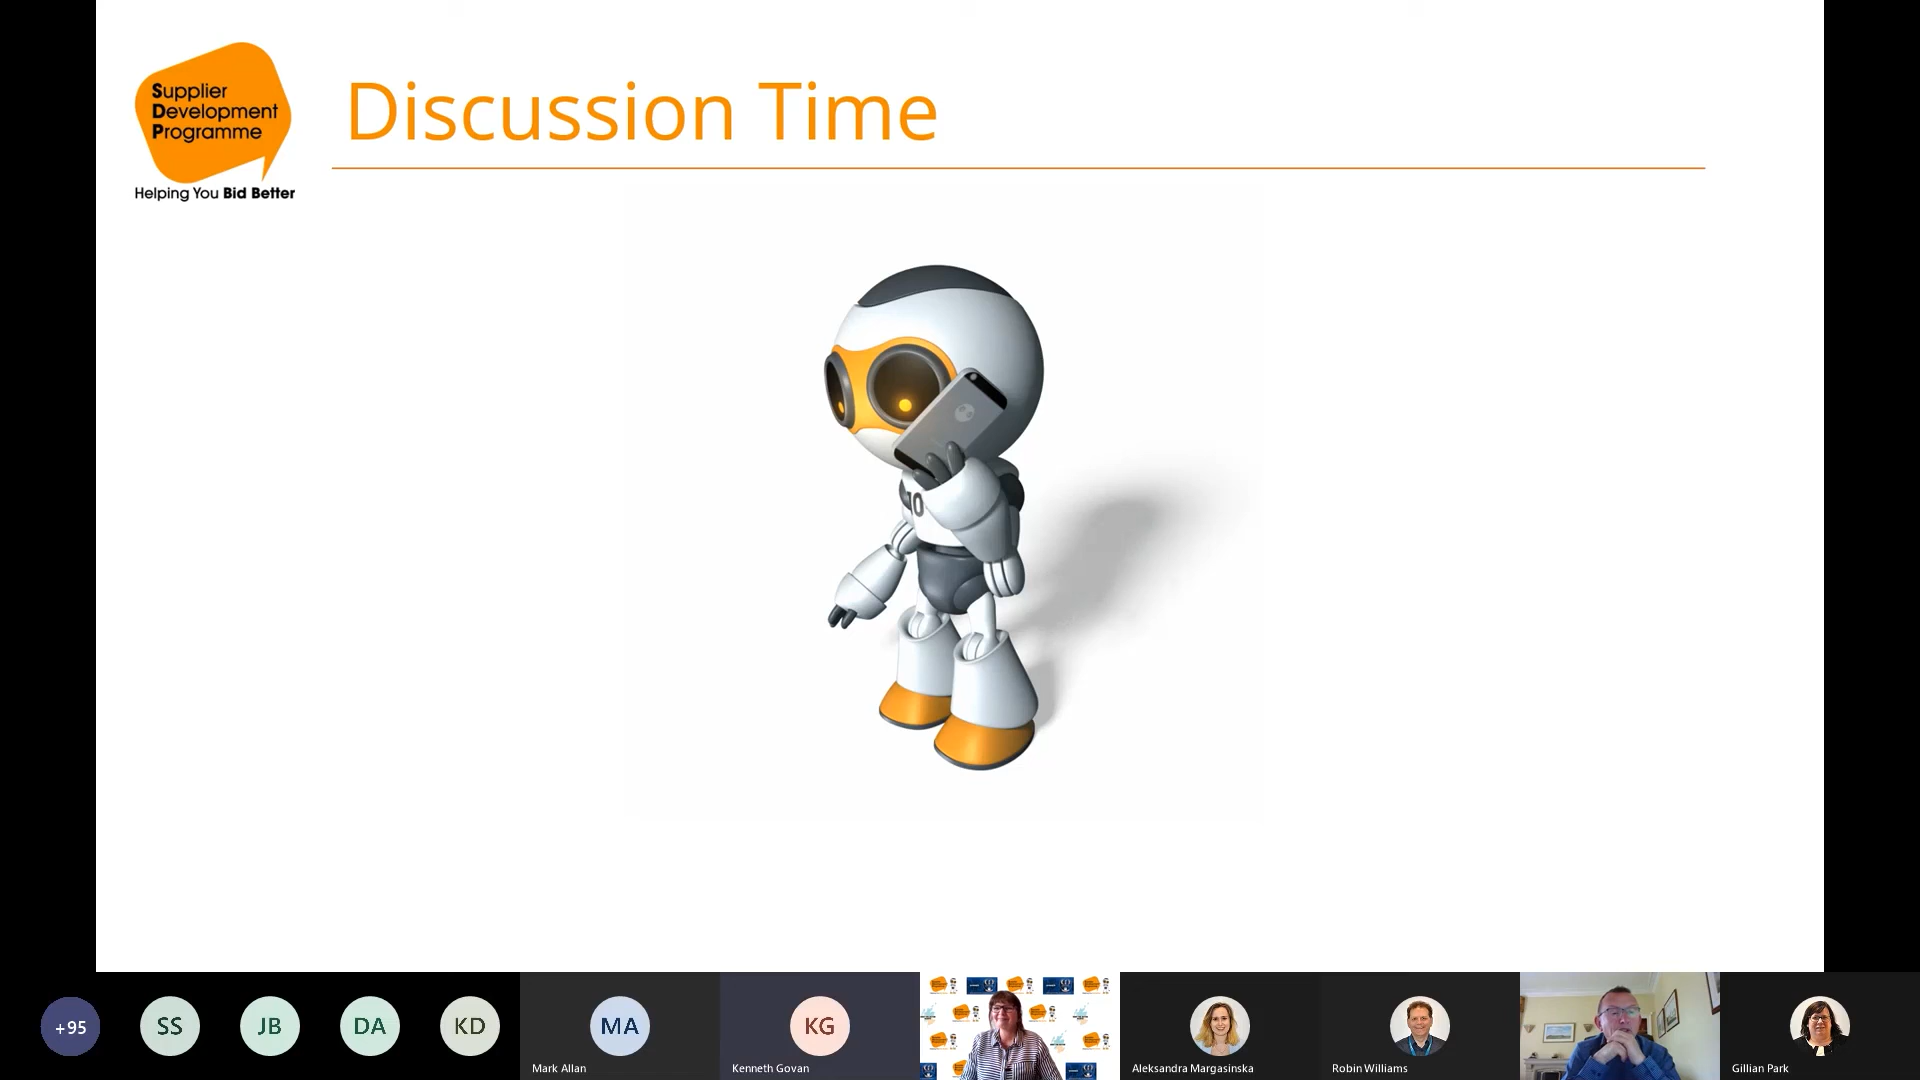 Supplier
Development
Programme
Helping You Bid Better
Discussion Time
10
+95
SS
JB
DA
KD
MA
Mark Allan
KG
Kenneth Govan
Aleksandra Margasinska
Robin Williams
Gillian Park